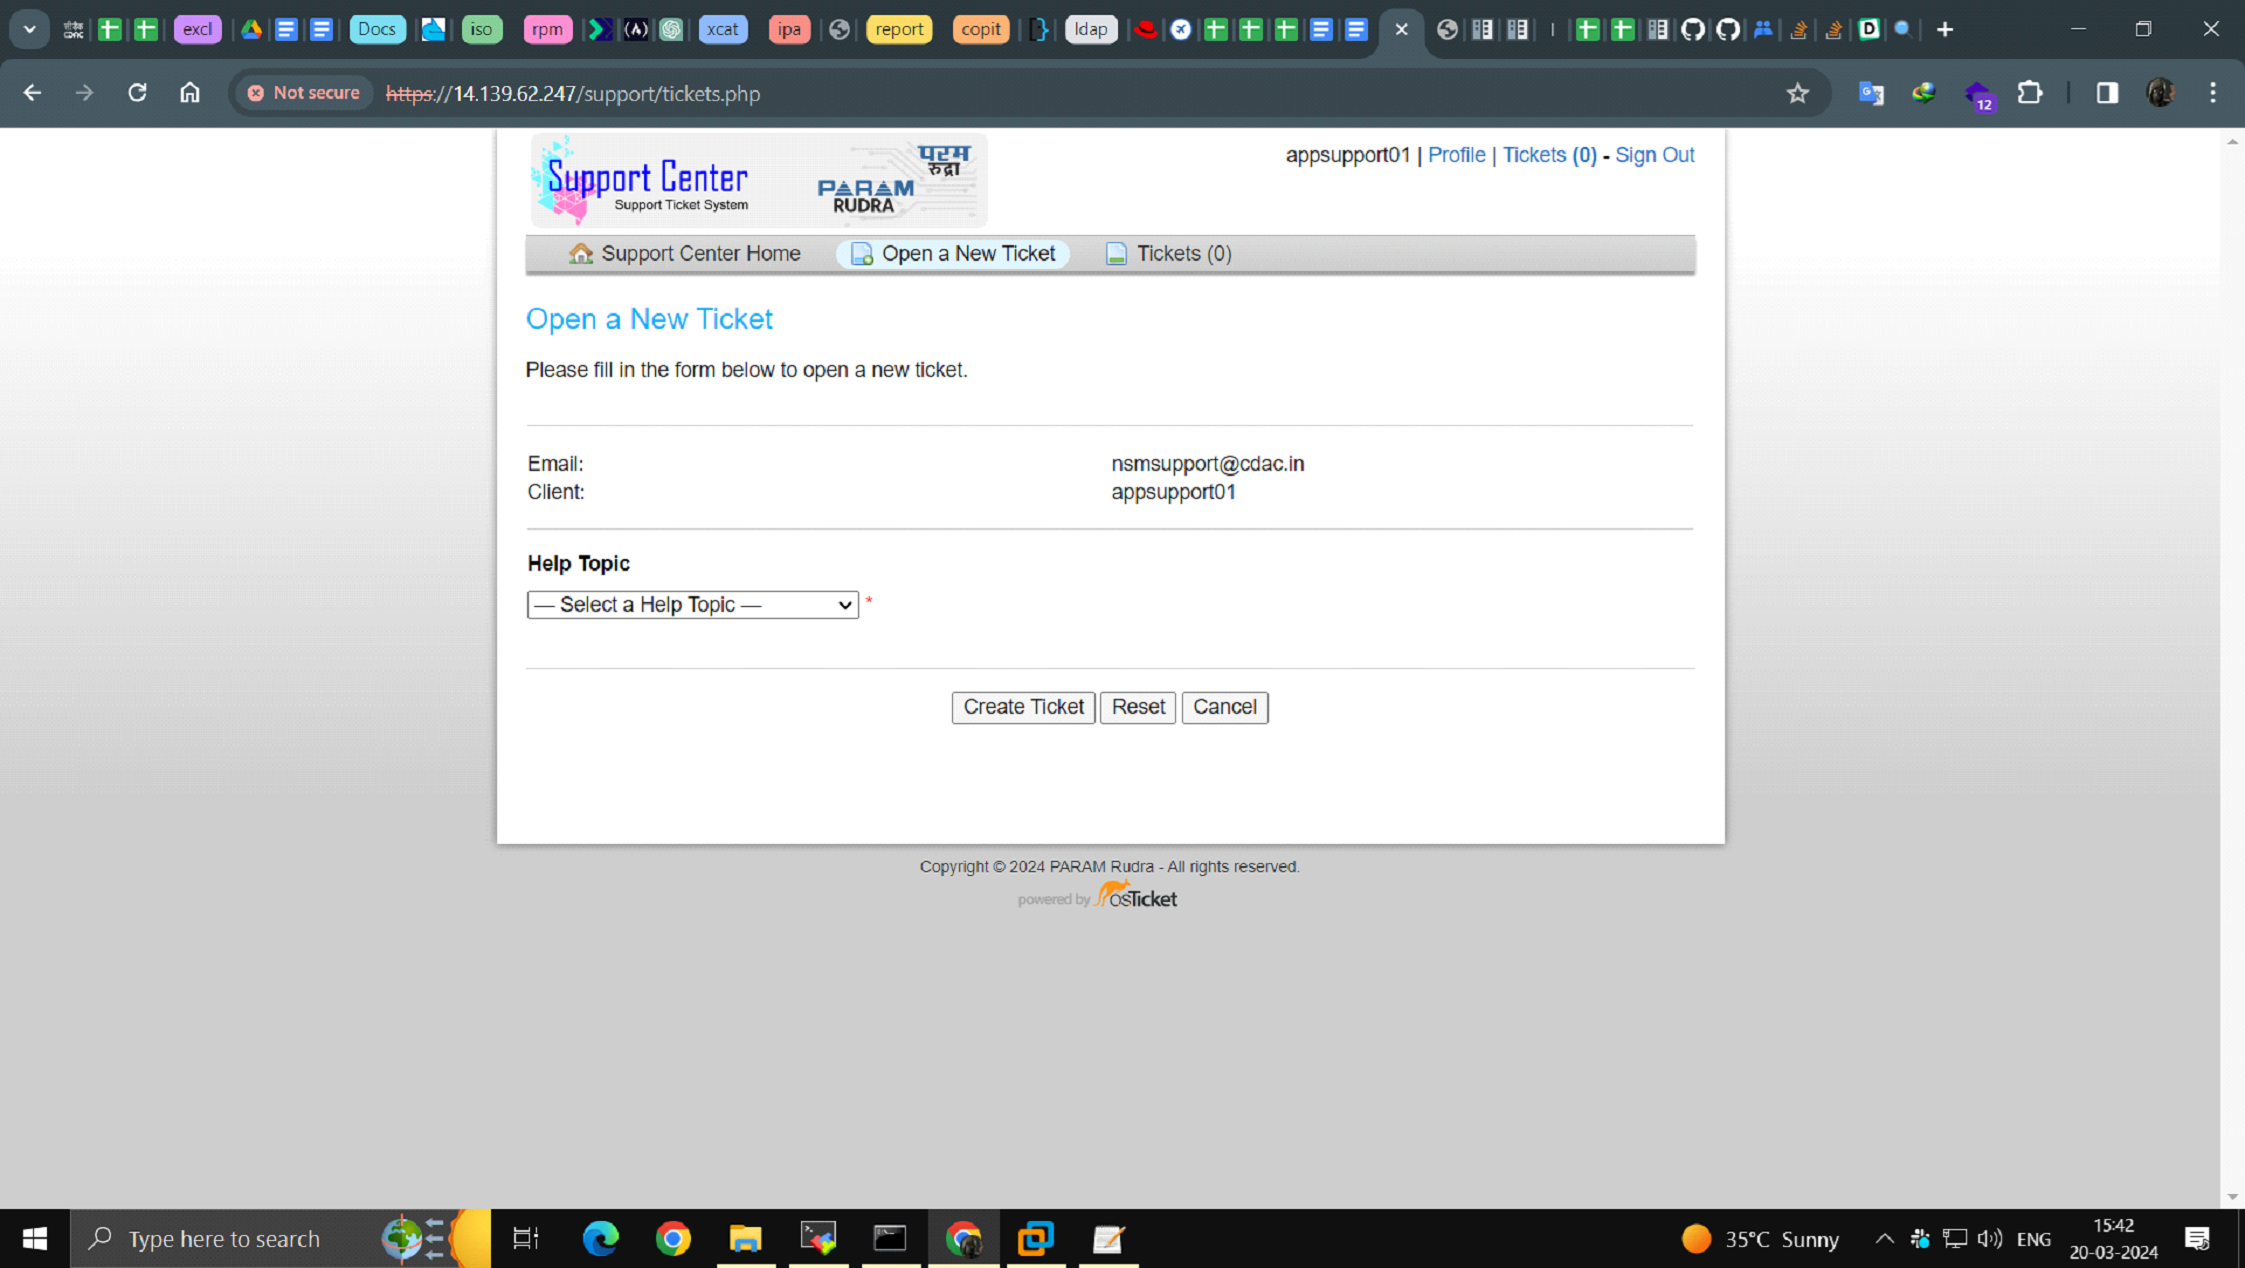 excl
Docs
iso
rpm
xcat
ipa
report
copit
ldap
Not secure
https://14.139.62.247/support/tickets.php
12
Support Center
Support Ticket System
परम
रुद्रा
PARAM
RUDRA
appsupport01 | Profile | Tickets (0) - Sign Out
Support Center Home
Open a New Ticket
Tickets (0)
Open a New Ticket
Please fill in the form below to open a new ticket.
Email: nsmsupport@cdac.in
Client: appsupport01
Help Topic
— Select a Help Topic — *
Create Ticket
Reset
Cancel
Copyright © 2024 PARAM Rudra - All rights reserved.
powered by osTicket
Type here to search
35°C Sunny
ENG
15:42
20-03-2024